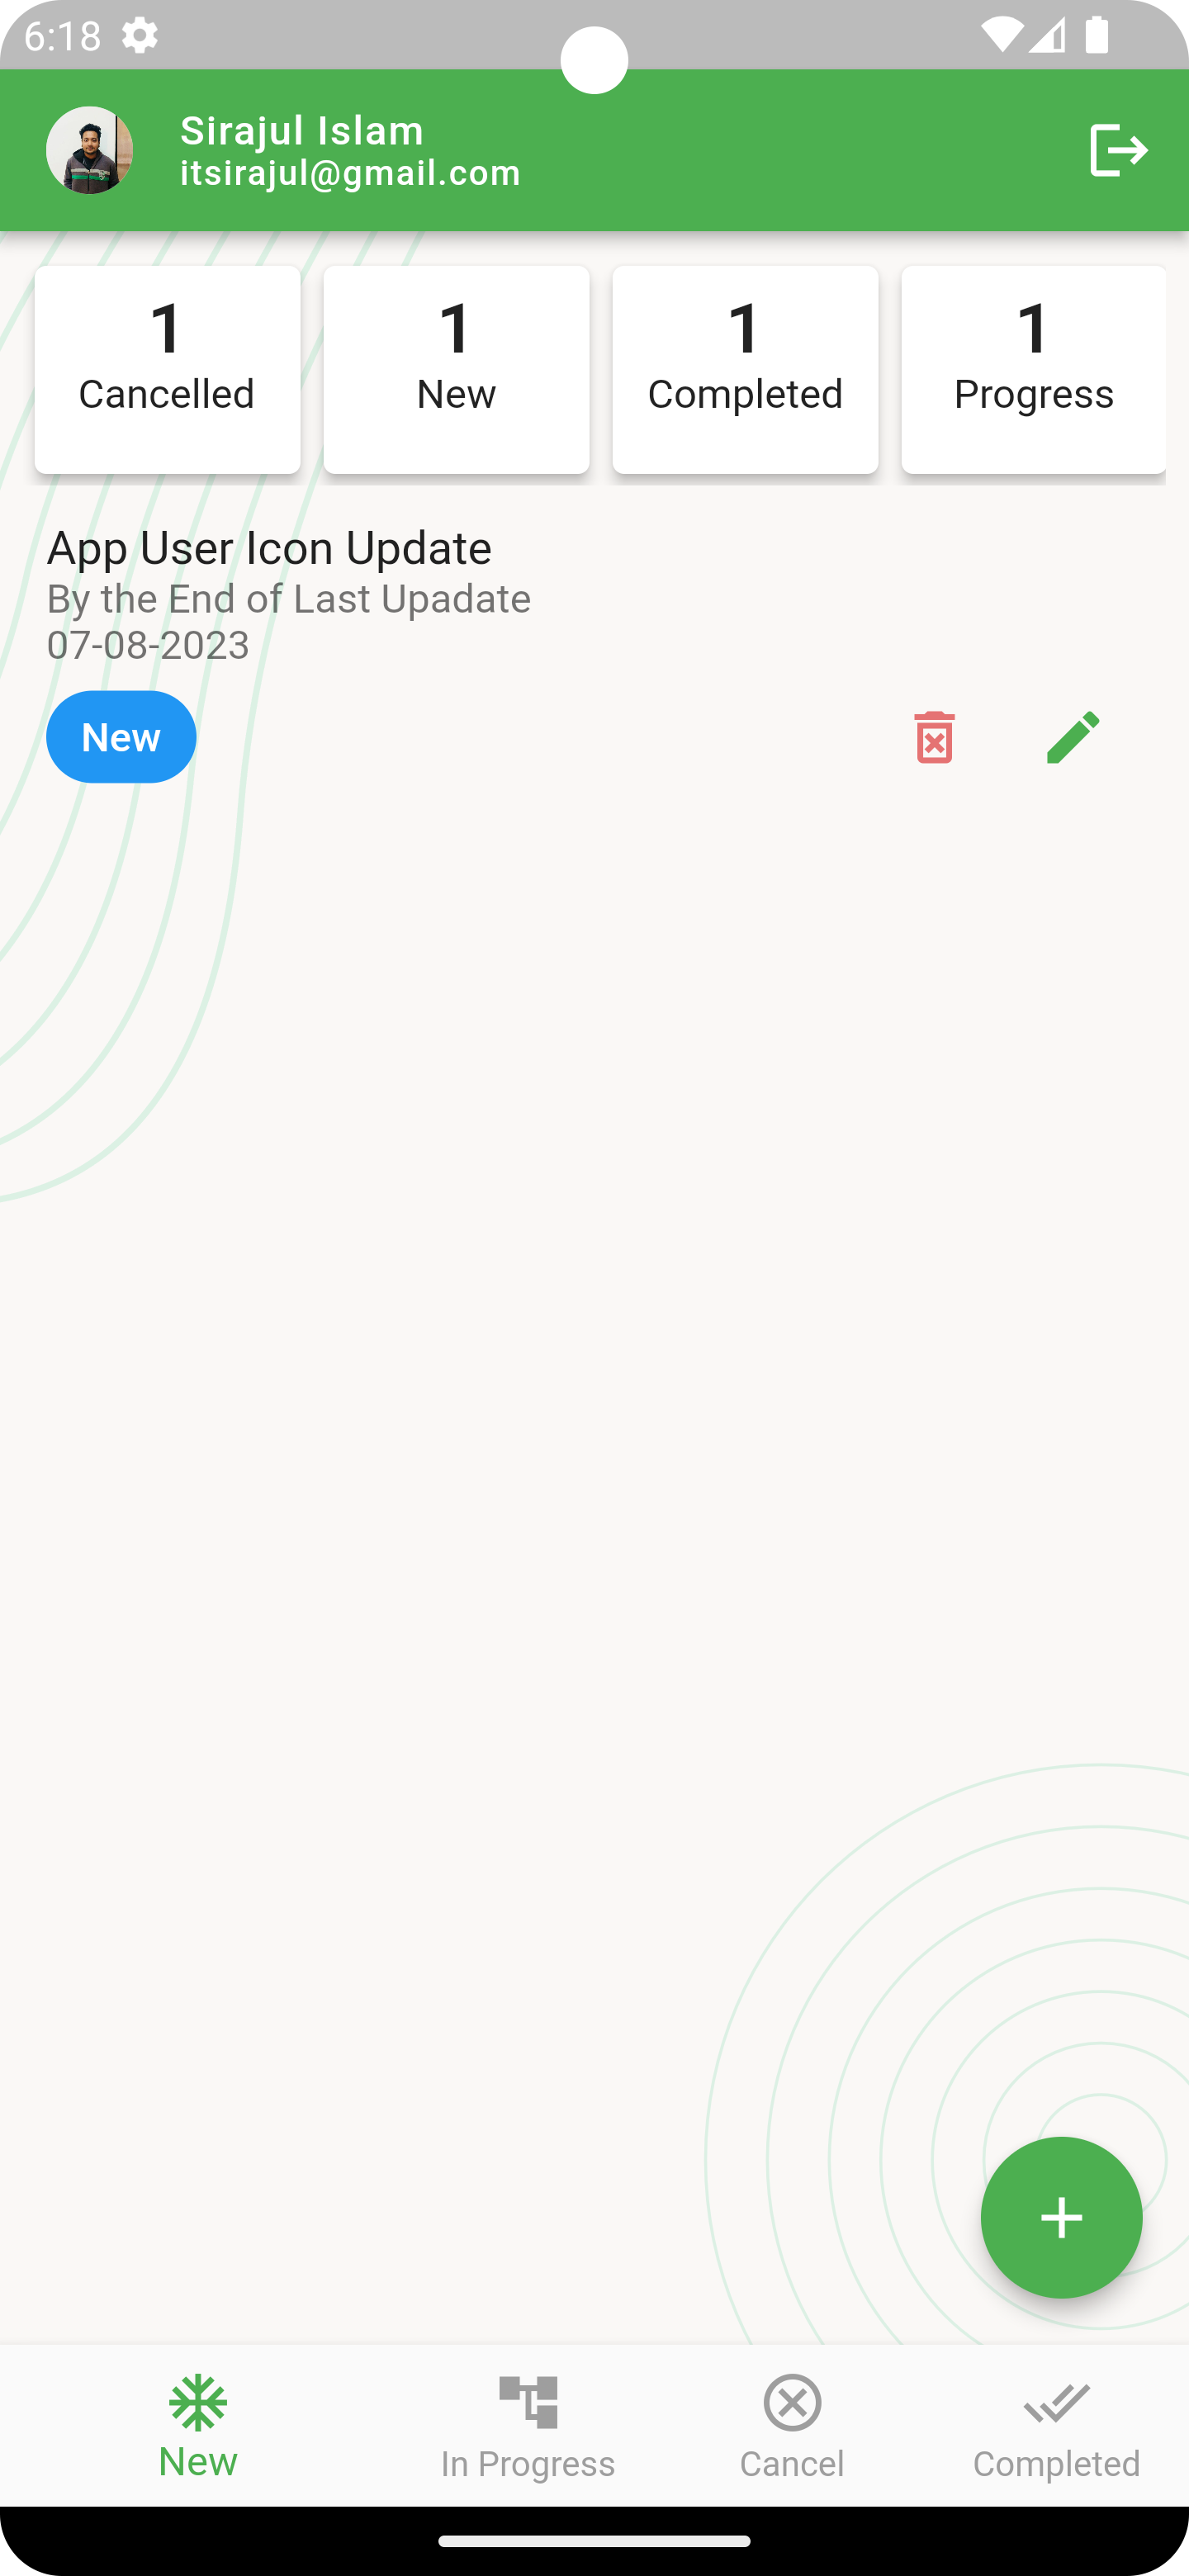 6:18
Sirajul Islam
itsirajul@gmail.com
1
Cancelled
1
New
1
Completed
1
Progress
App User Icon Update
By the End of Last Upadate
07-08-2023
New
New
In Progress
Cancel
Completed